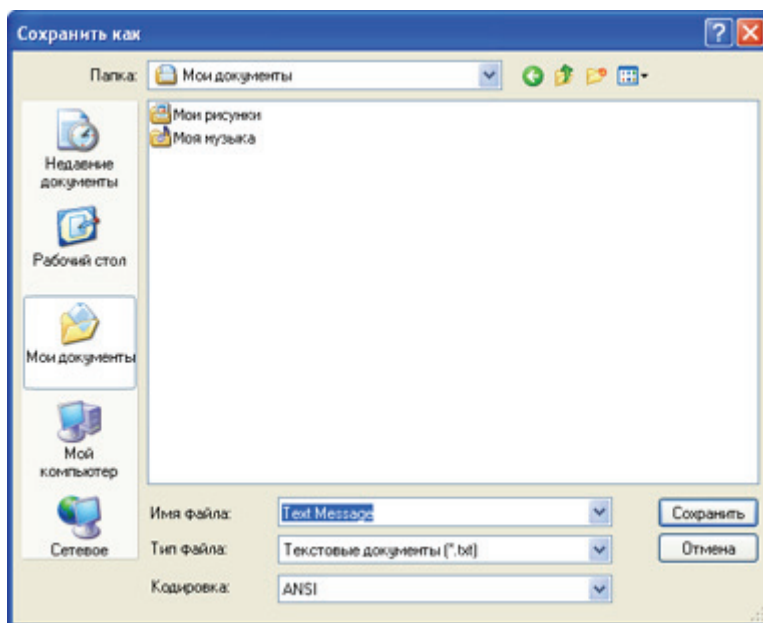 Сохранить как
Папка: Мои документы
Мои рисунки
Моя музыка
Недавние
документы
Рабочий стол
Мои документы
Мой
компьютер
Сетевое
Имя файла: Text Message Сохранить
Тип файла: Текстовые документы (*.txt) Отмена
Кодировка: ANSI